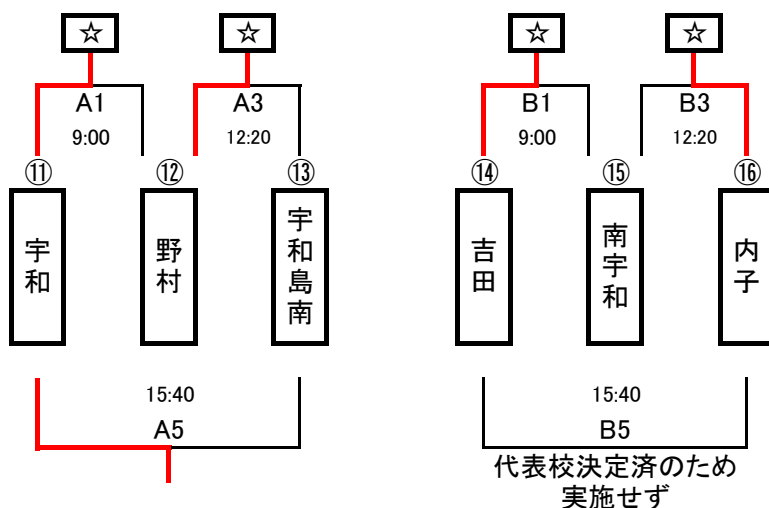 ☆ ☆ ☆ ☆
A1 A3 B1 B3
9:00 12:20 9:00 12:20
⑪ ⑫ ⑬ ⑭ ⑮ ⑯
宇和
野村
宇和島南
吉田
南宇和
内子
15:40 15:40
A5 B5
代表校決定済のため
実施せず